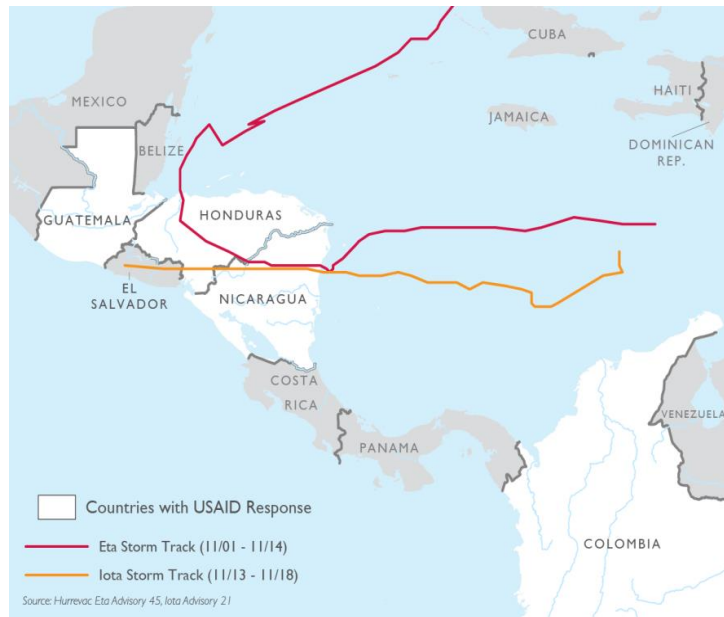 CUBA
MEXICO
HAITI
JAMAICA
BELIZE
DOMINICAN
REP.
GUATEMALA
HONDURAS
EL
SALVADOR
NICARAGUA
COSTA
RICA
VENEZUELA
PANAMA
COLOMBIA
Countries with USAID Response
Eta Storm Track (11/01 - 11/14)
Iota Storm Track (11/13 - 11/18)
Source: Hurrevac Eta Advisory 45, Iota Advisory 21